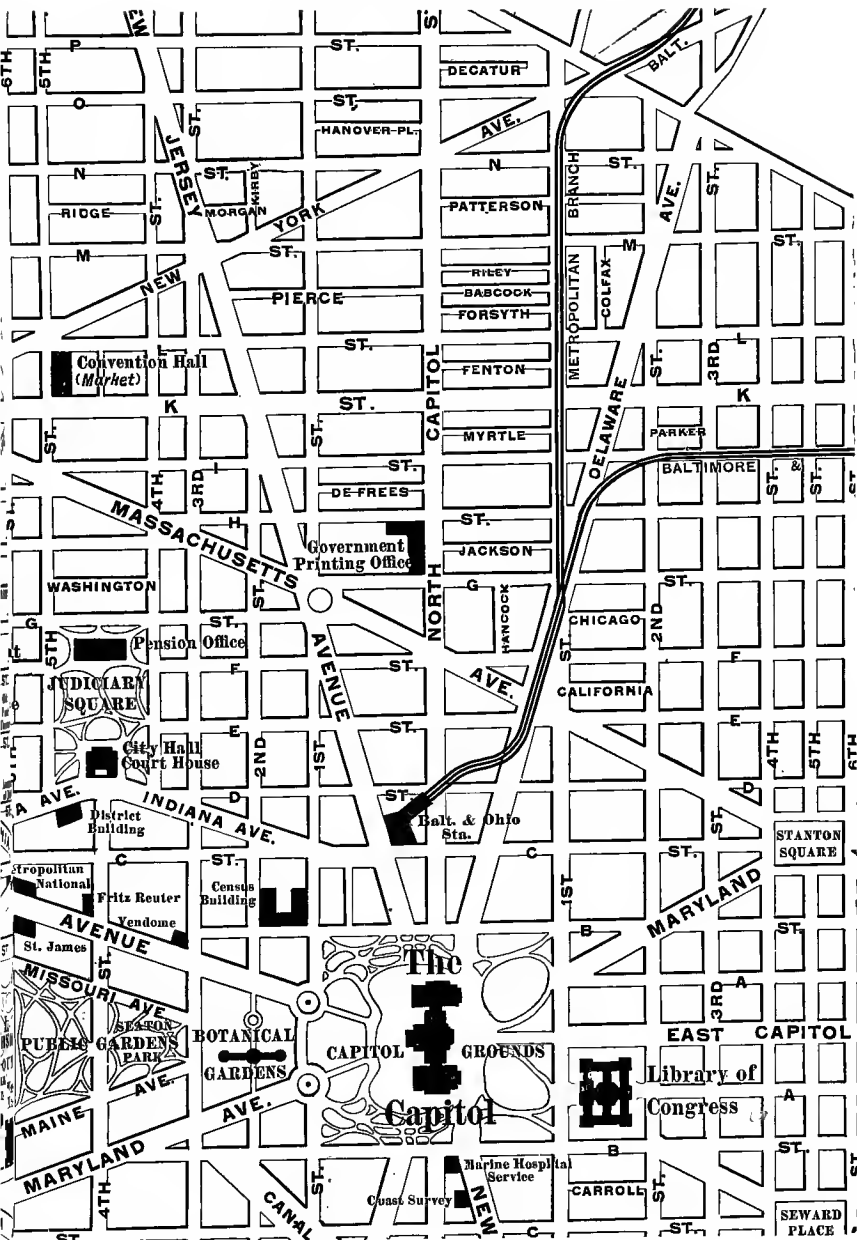 S.
EW
P
ST.
6TH
5TH
DECATUR
BALT.
O
ST.
ST.
HANOVER-PL.
AVE.
JERSEY
N
ST.
KIRBY
N
ST.
ST.
BRANCH
AVE.
RIDGE
ST.
MORGAN
YORK
PATTERSON
M
ST.
M
ST.
NEW
RILEY
METROPOLITAN
COLFAX
PIERCE
BABCOCK
FORSYTH
L
ST.
L
Convention Hall
(Market)
CAPITOL
FENTON
ST.
3RD
K
ST.
K
ST.
ST.
MYRTLE
DELAWARE
PARKER
4TH
3RD
I
ST.
BALTIMORE &
ST.
ST.
ST.
DE FREES
MASSACHUSETTS
H
ST.
Government
Printing Office
JACKSON
WASHINGTON
ST.
NORTH
G
HANCOCK
ST.
CHICAGO
2ND
G
5TH
ST.
Pension Office
AVENUE
ST.
F
ST.
AVE.
F
JUDICIARY
SQUARE
CALIFORNIA
E
ST.
E
City Hall
Court House
2ND
1ST
4TH
5TH
6TH
A AVE.
INDIANA AVE.
D
ST.
D
District
Building
Balt. & Ohio
Sta.
ST.
STANTON
SQUARE
C
ST.
C
ST.
etropolitan
National
Fritz Reuter
Census
Building
1ST
MARYLAND
Vendome
AVENUE
St. James
B
ST.
MISSOURI AVE.
ST.
The
Capitol
3RD
A
PUBLIC GARDENS
SEATON
PARK
BOTANICAL
GARDENS
CAPITOL GROUNDS
EAST CAPITOL
Library of
Congress
MAINE AVE.
AVE.
A
MARYLAND
B
ST.
4TH
CANAL
ST.
Marine Hospital
Service
Coast Survey
NEW
CARROLL
ST.
ST.
SEWARD
PLACE
ST.
C
ST.